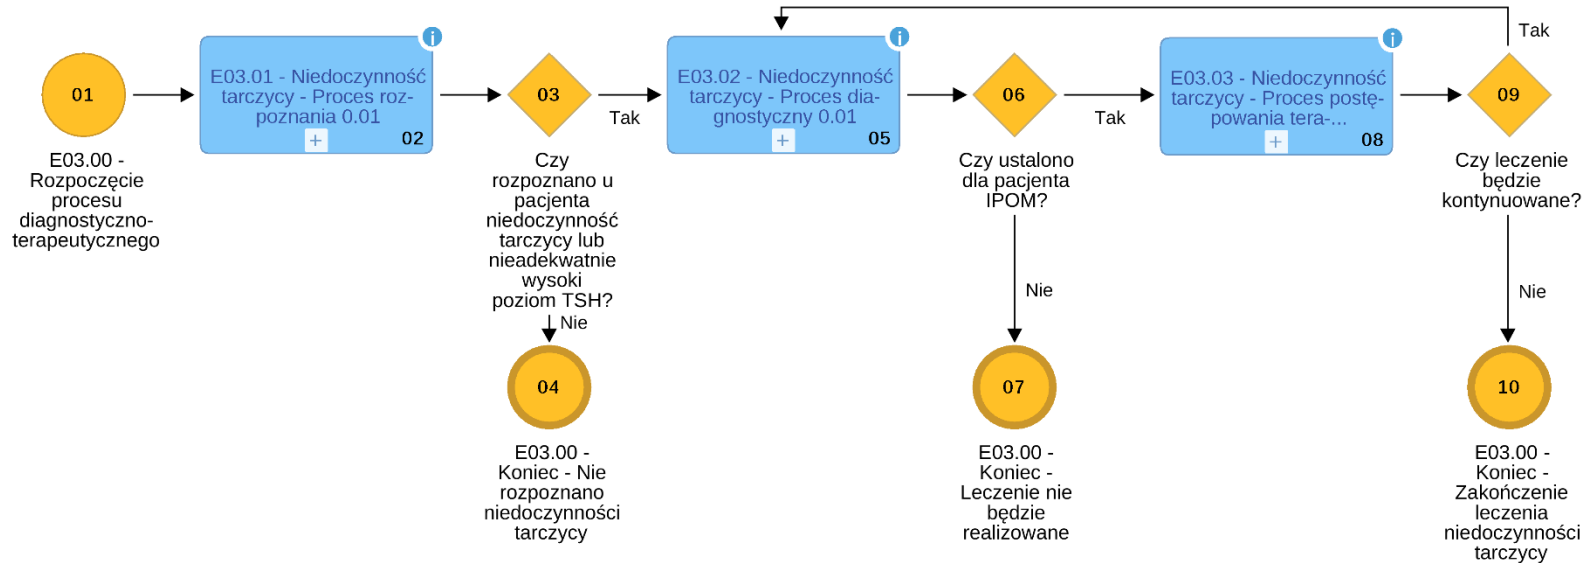 01
E03.00 -
Rozpoczęcie
procesu
diagnostyczno-
terapeutycznego
i
E03.01 - Niedoczynność
tarczycy - Proces roz-
poznania 0.01
+
02
03
Tak
Czy
rozpoznano u
pacjenta
niedoczynność
tarczycy lub
nieadekwatnie
wysoki
poziom TSH?
Nie
04
E03.00 -
Koniec - Nie
rozpoznano
niedoczynności
tarczycy
i
E03.02 - Niedoczynność
tarczycy - Proces dia-
gnostyczny 0.01
+
05
06
Tak
Czy ustalono
dla pacjenta
IPOM?
Nie
07
E03.00 -
Koniec -
Leczenie nie
będzie
realizowane
i
E03.03 - Niedoczynność
tarczycy - Proces postę-
powania tera-...
+
08
09
Tak
Czy leczenie
będzie
kontynuowane?
Nie
10
E03.00 -
Koniec -
Zakończenie
leczenia
niedoczynności
tarczycy